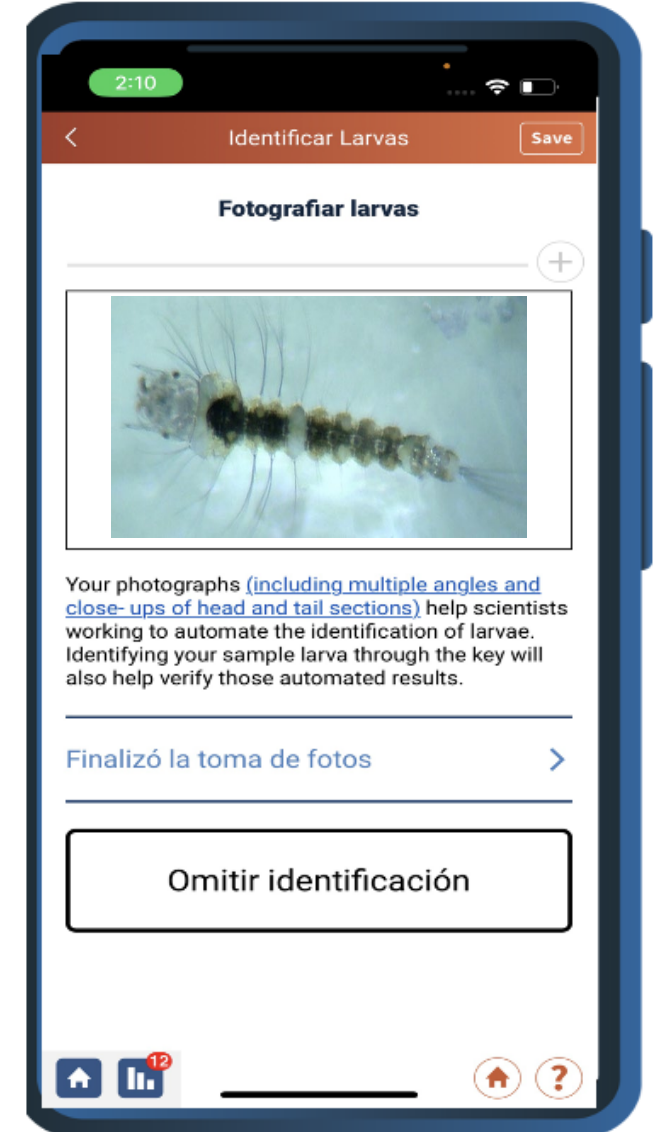 2:10
Identificar Larvas
Save
Fotografiar larvas
Your photographs (including multiple angles and
close- ups of head and tail sections) help scientists
working to automate the identification of larvae.
Identifying your sample larva through the key will
also help verify those automated results.
Finalizó la toma de fotos
Omitir identificación
12
?